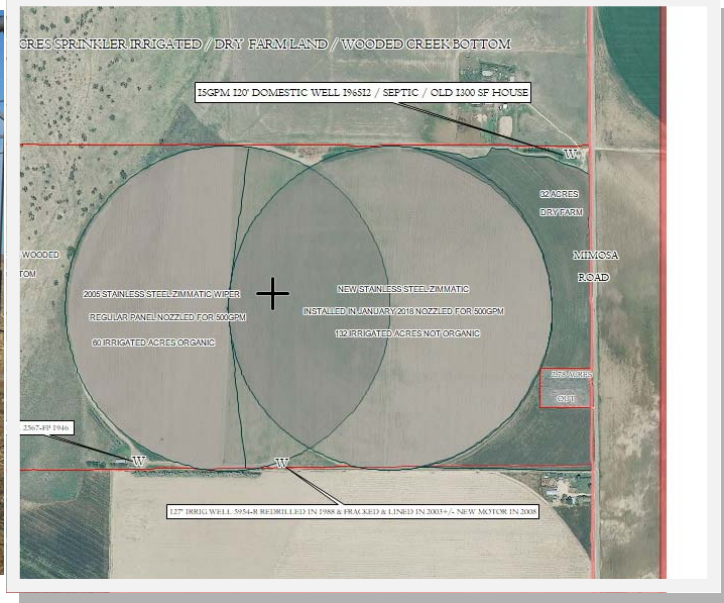 CRES SPRINKLER IRRIGATED / DRY FARM LAND / WOODED CREEK BOTTOM
15GPM 120' DOMESTIC WELL 196512 / SEPTIC / OLD 1300 SF HOUSE
W
32 ACRES
DRY FARM
MIMOSA
ROAD
WOODED
TOM
2005 STAINLESS STEEL ZIMMATIC WIPER
REGULAR PANEL NOZZLED FOR 500GPM
60 IRRIGATED ACRES ORGANIC
NEW STAINLESS STEEL ZIMMATIC
INSTALLED IN JANUARY 2018 NOZZLED FOR 500GPM
132 IRRIGATED ACRES NOT ORGANIC
ACRES
OUT
2567-FP 1946
W
W
127' IRRIG WELL 5954-R REDRILLED IN 1988 & FRACKED & LINED IN 2003+/- NEW MOTOR IN 2008